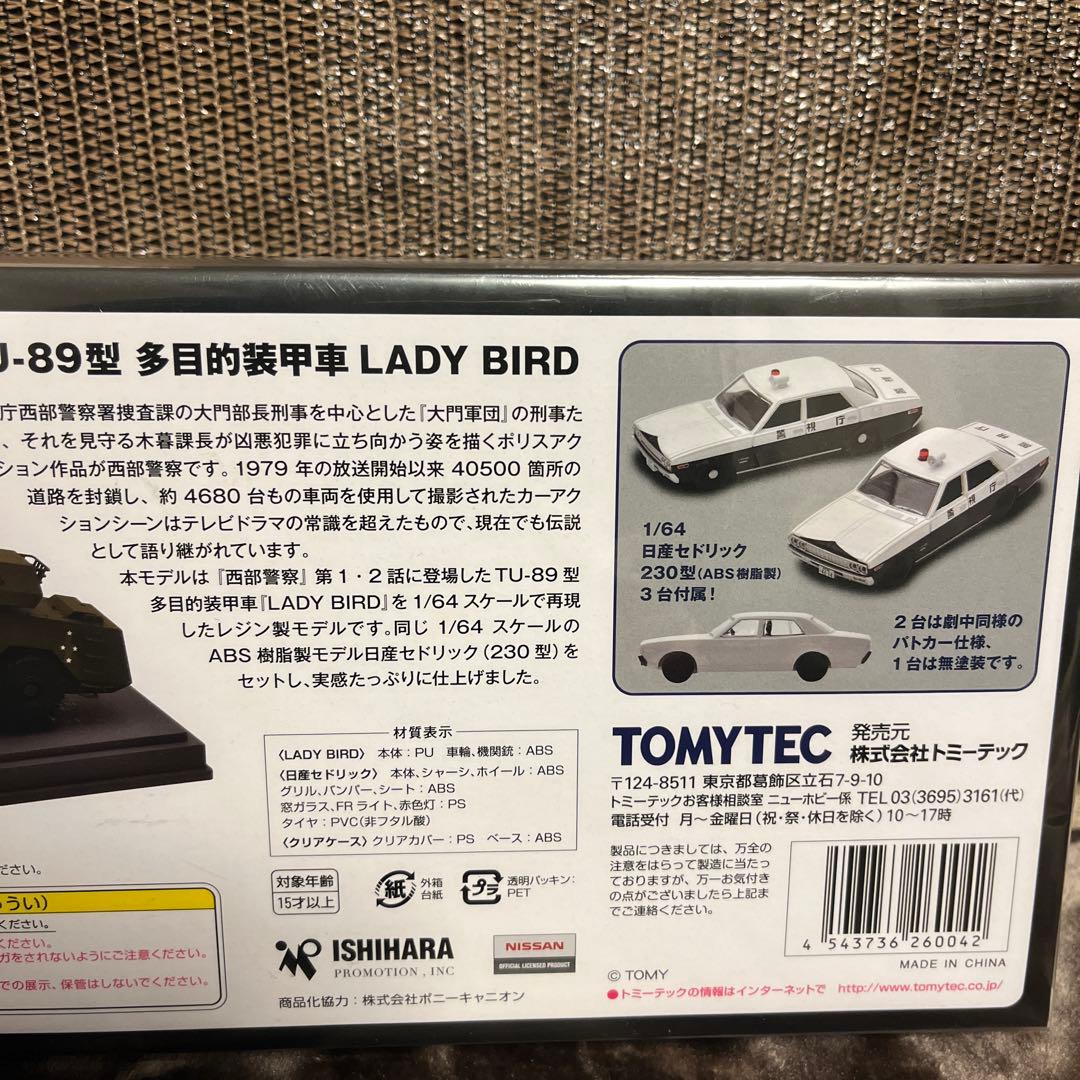 U-89型 多目的装甲車 LADY BIRD
庁西部警察署捜査課の大門部長刑事を中心とした『大門軍団』の刑事た
、それを見守る木暮課長が凶悪犯罪に立ち向かう姿を描くポリスアク
ション作品が西部警察です。1979 年の放送開始以来 40500 箇所の
道路を封鎖し、約 4680 台もの車両を使用して撮影されたカーアク
ションシーンはテレビドラマの常識を超えたもので、現在でも伝説
として語り継がれています。
本モデルは『西部警察』第1・2話に登場したTU-89型
多目的装甲車『LADY BIRD』を1/64スケールで再現
したレジン製モデルです。同じ 1/64 スケールの
ABS 樹脂製モデル日産セドリック(230 型)を
セットし、実感たっぷりに仕上げました。
材質表示
〈LADY BIRD〉 本体:PU 車輪、機関銃:ABS
〈日産セドリック〉 本体、シャーシ、ホイール:ABS
グリル、バンパー、シート:ABS
窓ガラス、FRライト、赤色灯:PS
タイヤ:PVC(非フタル酸)
〈クリアケース〉クリアカバー:PS ベース:ABS
対象年齢
15才以上
紙
外箱
台紙
プラ
透明パッキン:
PET
ISHIHARA
PROMOTION , INC
NISSAN
OFFICIAL LICENSED PRODUCT
商品化協力:株式会社ポニーキャニオン
ださい。
うい)
ください。
ください。
ガをされないようにご注意ください。
での展示、保管はしないでください。
警視庁
警視庁
1/64
日産セドリック
230型(ABS樹脂製)
3台付属!
2台は劇中同様の
パトカー仕様、
1台は無塗装です。
TOMYTEC 発売元
株式会社トミーテック
〒124-8511 東京都葛飾区立石7-9-10
トミーテックお客様相談室 ニューホビー係 TEL 03(3695)3161(代)
電話受付 月~金曜日(祝・祭・休日を除く)10~17時
製品につきましては、万全の
注意をはらって製造に当たっ
ておりますが、万一お気付き
の点がございましたら上記ま
でご連絡ください。
4 543736 260042
MADE IN CHINA
© TOMY
●トミーテックの情報はインターネットで http://www.tomytec.co.jp/